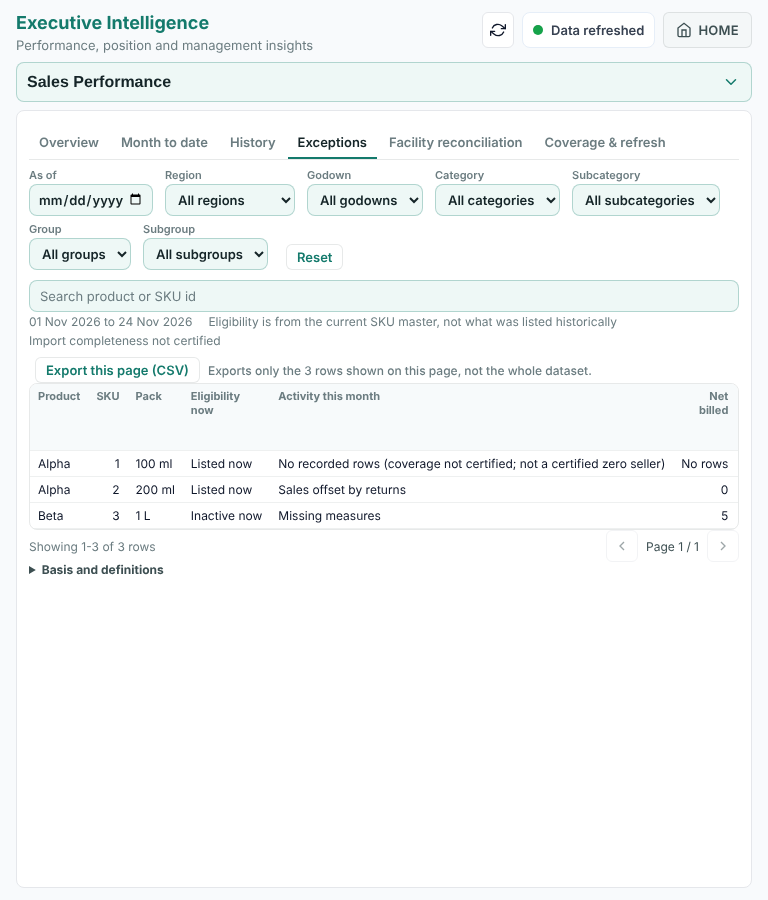 Executive Intelligence
Performance, position and management insights
Data refreshed
HOME
Sales Performance
Overview Month to date History Exceptions Facility reconciliation Coverage & refresh
As of Region Godown Category Subcategory
mm/dd/yyyy All regions All godowns All categories All subcategories
Group Subgroup
All groups All subgroups Reset
Search product or SKU id
01 Nov 2026 to 24 Nov 2026 Eligibility is from the current SKU master, not what was listed historically
Import completeness not certified
Export this page (CSV) Exports only the 3 rows shown on this page, not the whole dataset.
Product SKU Pack Eligibility now Activity this month Net billed
Alpha 1 100 ml Listed now No recorded rows (coverage not certified; not a certified zero seller) No rows
Alpha 2 200 ml Listed now Sales offset by returns 0
Beta 3 1 L Inactive now Missing measures 5
Showing 1-3 of 3 rows Page 1 / 1
Basis and definitions